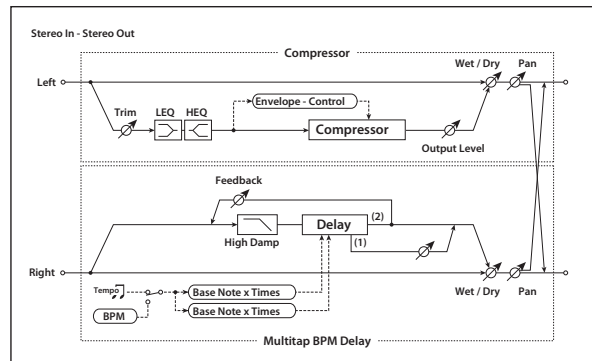 Stereo In - Stereo Out
Compressor
Wet / Dry
Pan
Left
Trim
LEQ
HEQ
Envelope - Control
Compressor
Output Level
Feedback
High Damp
Delay
(2)
(1)
Right
Wet / Dry
Pan
Tempo
BPM
Base Note x Times
Base Note x Times
Multitap BPM Delay